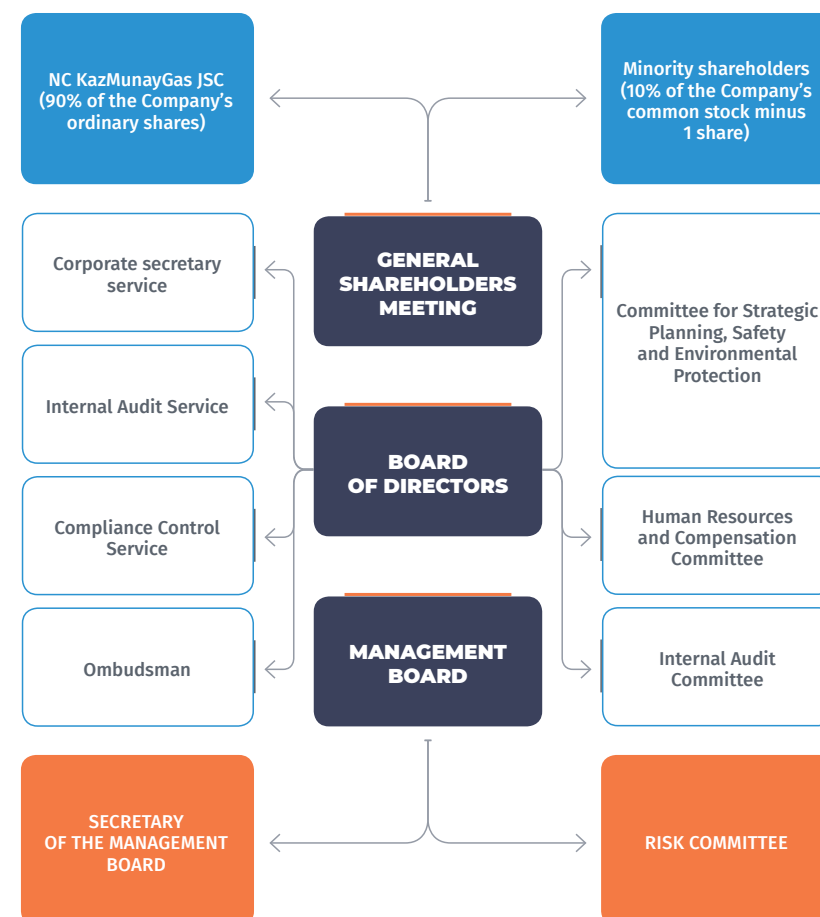 NC KazMunayGas JSC
(90% of the Company’s
ordinary shares)
Minority shareholders
(10% of the Company’s
common stock minus
1 share)
GENERAL
SHAREHOLDERS
MEETING
Corporate secretary
service
Internal Audit Service
Compliance Control
Service
Ombudsman
BOARD
OF DIRECTORS
Committee for Strategic
Planning, Safety
and Environmental
Protection
Human Resources
and Compensation
Committee
Internal Audit
Committee
MANAGEMENT
BOARD
SECRETARY
OF THE MANAGEMENT
BOARD
RISK COMMITTEE